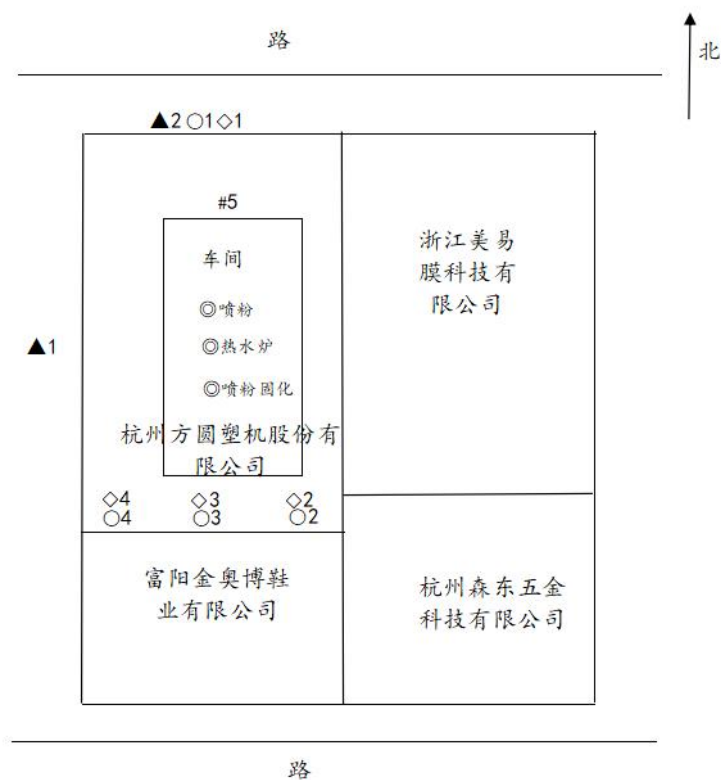 路
北
▲2○1◇1
#5
车间
◎喷粉
◎热水炉
◎喷粉固化
▲1
杭州方圆塑机股份有
限公司
◇4 ◇3 ◇2
○4 ○3 ○2
浙江美易
膜科技有
限公司
富阳金奥博鞋
业有限公司
杭州森东五金
科技有限公司
路